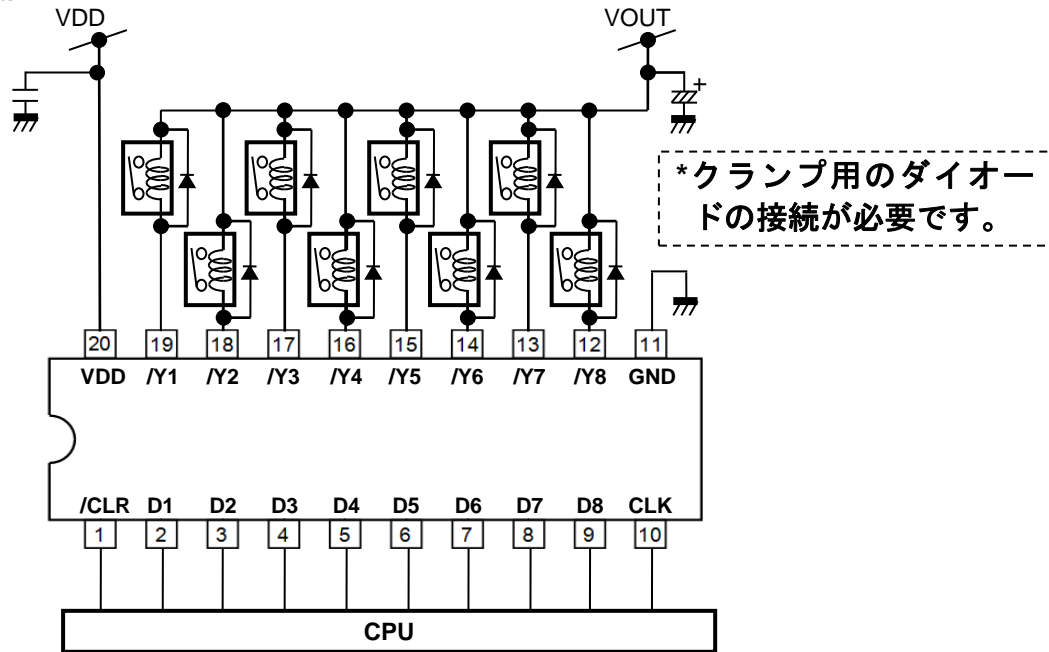 VDD VOUT
+
*クランプ用のダイオー
ドの接続が必要です。
20 19 18 17 16 15 14 13 12 11
VDD /Y1 /Y2 /Y3 /Y4 /Y5 /Y6 /Y7 /Y8 GND
/CLR D1 D2 D3 D4 D5 D6 D7 D8 CLK
1 2 3 4 5 6 7 8 9 10
CPU